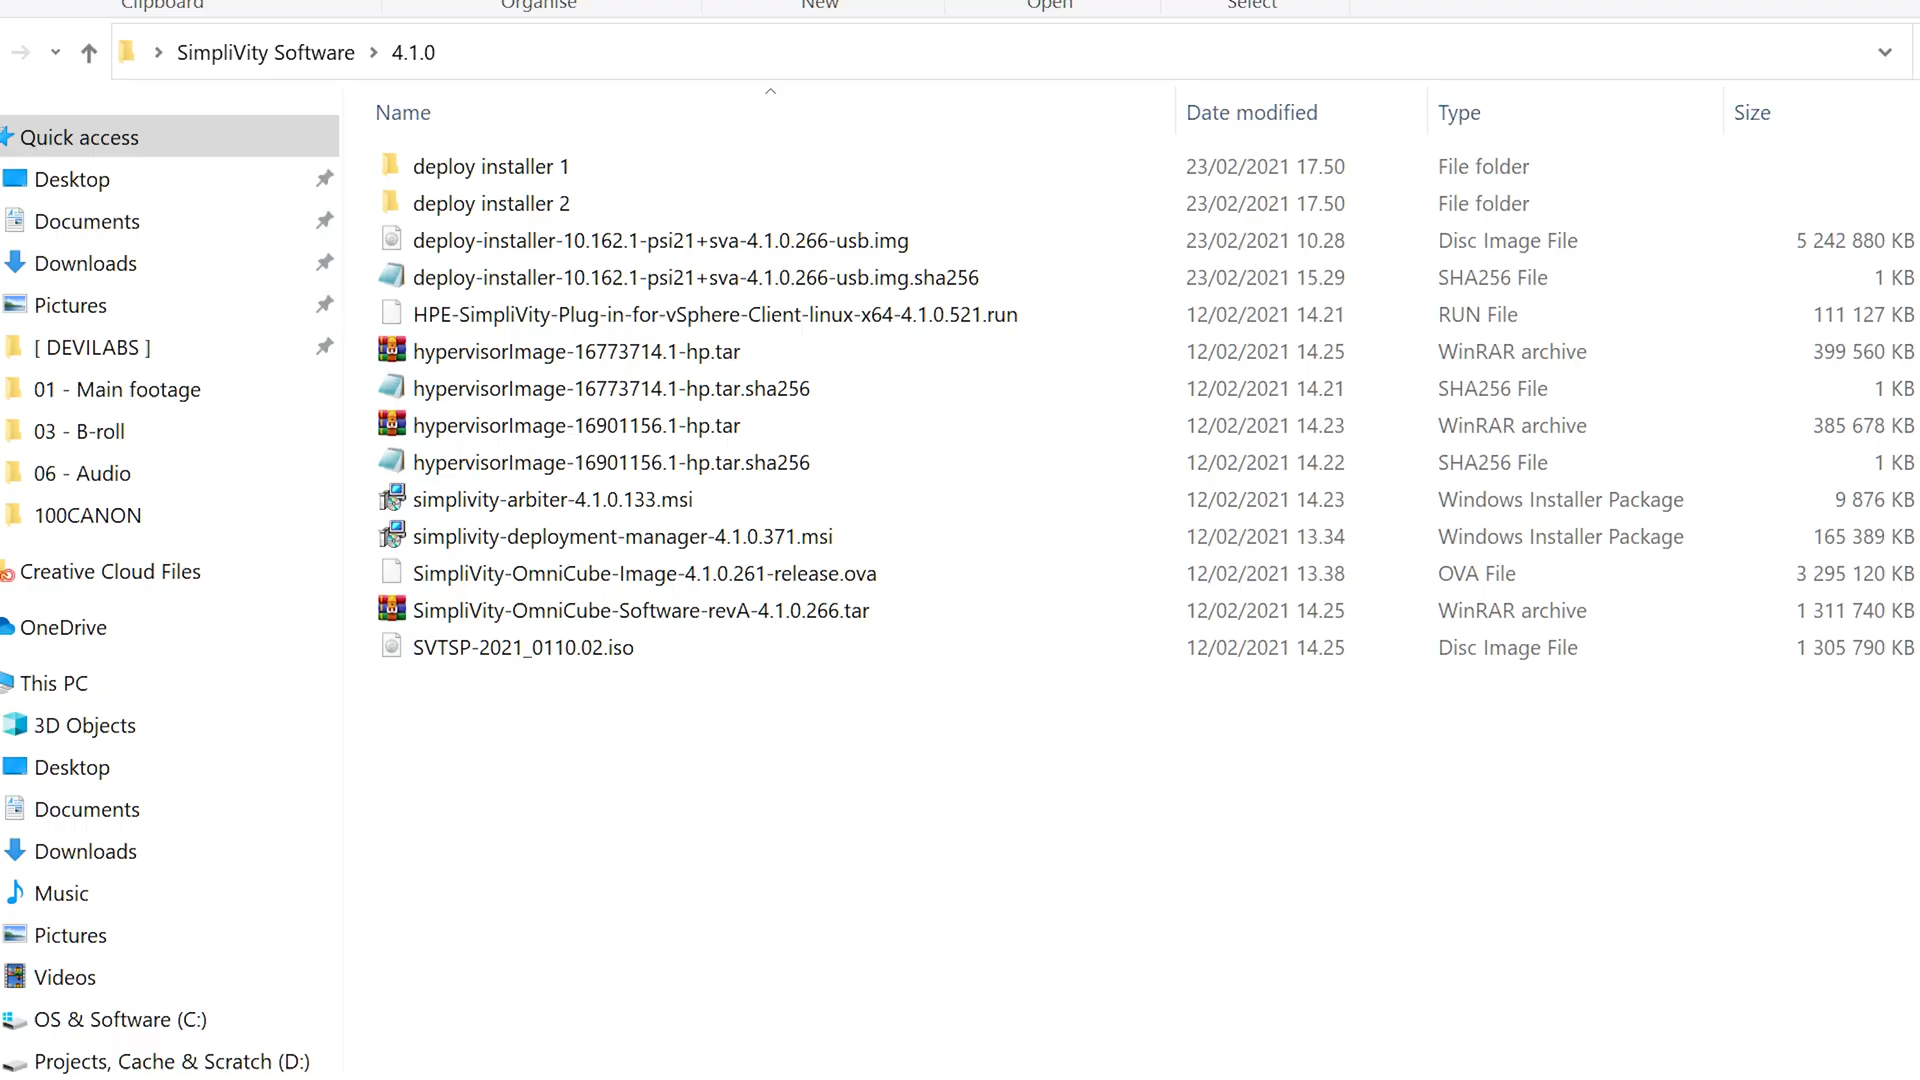 Clipboard Organise New Open Select
SimpliVity Software 4.1.0
Name Date modified Type Size
Quick access
Desktop
Documents
Downloads
Pictures
[ DEVILABS ]
01 - Main footage
03 - B-roll
06 - Audio
100CANON
Creative Cloud Files
OneDrive
This PC
3D Objects
Desktop
Documents
Downloads
Music
Pictures
Videos
OS & Software (C:)
Projects, Cache & Scratch (D:)
deploy installer 1 23/02/2021 17.50 File folder
deploy installer 2 23/02/2021 17.50 File folder
deploy-installer-10.162.1-psi21+sva-4.1.0.266-usb.img 23/02/2021 10.28 Disc Image File 5 242 880 KB
deploy-installer-10.162.1-psi21+sva-4.1.0.266-usb.img.sha256 23/02/2021 15.29 SHA256 File 1 KB
HPE-SimpliVity-Plug-in-for-vSphere-Client-linux-x64-4.1.0.521.run 12/02/2021 14.21 RUN File 111 127 KB
hypervisorImage-16773714.1-hp.tar 12/02/2021 14.25 WinRAR archive 399 560 KB
hypervisorImage-16773714.1-hp.tar.sha256 12/02/2021 14.21 SHA256 File 1 KB
hypervisorImage-16901156.1-hp.tar 12/02/2021 14.23 WinRAR archive 385 678 KB
hypervisorImage-16901156.1-hp.tar.sha256 12/02/2021 14.22 SHA256 File 1 KB
simplivity-arbiter-4.1.0.133.msi 12/02/2021 14.23 Windows Installer Package 9 876 KB
simplivity-deployment-manager-4.1.0.371.msi 12/02/2021 13.34 Windows Installer Package 165 389 KB
SimpliVity-OmniCube-Image-4.1.0.261-release.ova 12/02/2021 13.38 OVA File 3 295 120 KB
SimpliVity-OmniCube-Software-revA-4.1.0.266.tar 12/02/2021 14.25 WinRAR archive 1 311 740 KB
SVTSP-2021_0110.02.iso 12/02/2021 14.25 Disc Image File 1 305 790 KB